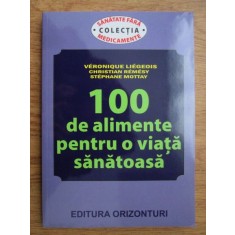 SĂNĂTATE FĂRĂ
COLECȚIA
MEDICAMENTE
VÉRONIQUE LIÉGEOIS
CHRISTIAN RÉMÉSY
STÉPHANE MOTTAY
100
de alimente
pentru o viață
sănătoasă
EDITURA ORIZONTURI